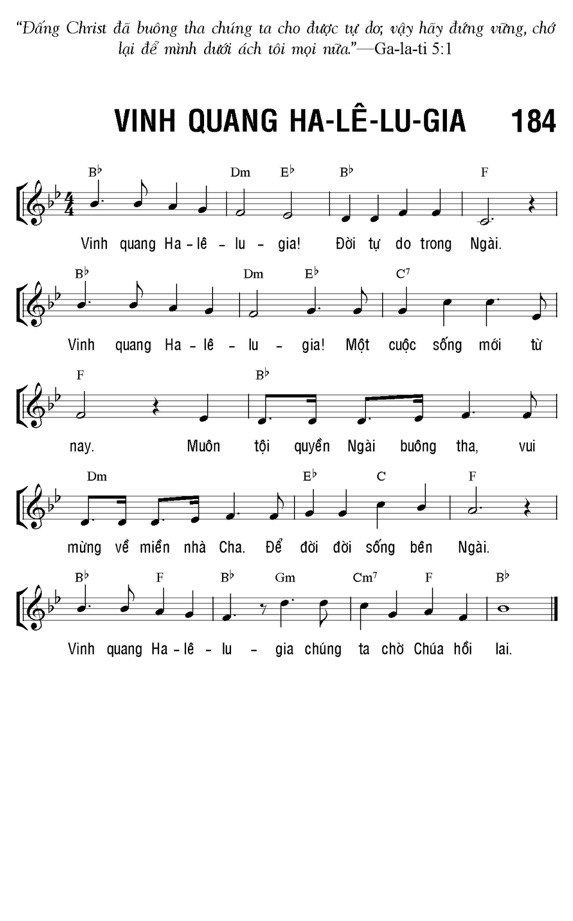 “Đấng Christ đã buông tha chúng ta cho được tự do; vậy hãy đứng vững, chớ
lại để mình dưới ách tôi mọi nữa.”—Ga-la-ti 5:1
VINH QUANG HA-LÊ-LU-GIA 184
B♭ Dm E♭ B♭ F
4/4
Vinh quang Ha-lê-lu-gia! Đời tự do trong Ngài.
B♭ Dm E♭ C7
Vinh quang Ha-lê-lu-gia! Một cuộc sống mới từ
F B♭
nay. Muôn tội quyền Ngài buông tha, vui
Dm E♭ C F
mừng về miền nhà Cha. Để đời đời sống bên Ngài.
B♭ F B♭ Gm Cm7 F B♭
Vinh quang Ha-lê-lu-gia chúng ta chờ Chúa hồi lai.